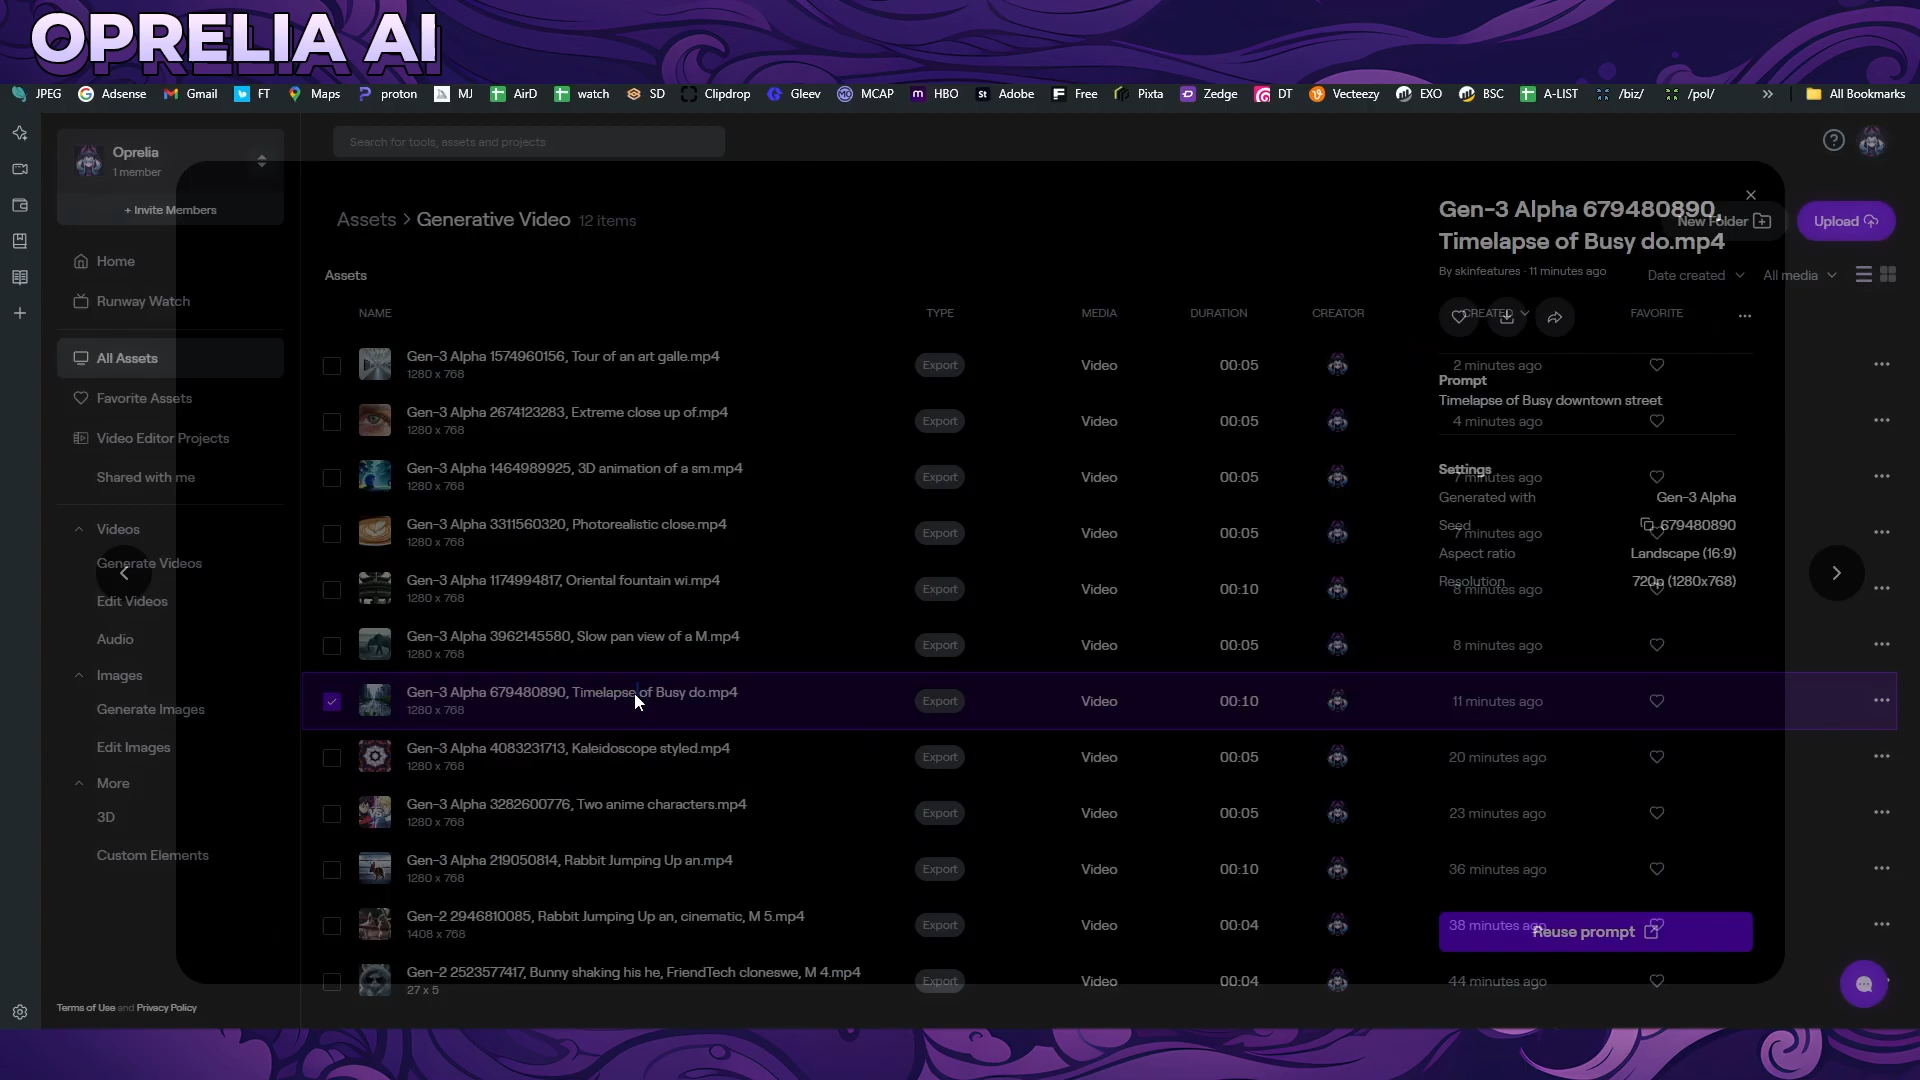 OPRELIA AI
JPEG Adsense Gmail FT Maps proton MJ AirD watch SD Clipdrop Gleev MCAP HBO Adobe Free Pixta Zedge DT Vecteezy EXO BSC A-LIST /biz/ /pol/ » All Bookmarks
Oprelia
1 member
+ Invite Members
Search for tools, assets and projects
Home
Runway Watch
All Assets
Favorite Assets
Video Editor Projects
Shared with me
Videos
Generate Videos
Edit Videos
Audio
Images
Generate Images
Edit Images
More
3D
Custom Elements
Terms of Use and Privacy Policy
Assets > Generative Video 12 items
New Folder
Upload
Assets
Date created
All media
NAME TYPE MEDIA DURATION CREATOR CREATED FAVORITE
Gen-3 Alpha 1574960156, Tour of an art galle.mp4 Export Video 00:05 2 minutes ago
1280 x 768
Gen-3 Alpha 2674123283, Extreme close up of.mp4 Export Video 00:05 4 minutes ago
1280 x 768
Gen-3 Alpha 1464989925, 3D animation of a sm.mp4 Export Video 00:05 7 minutes ago
1280 x 768
Gen-3 Alpha 3311560320, Photorealistic close.mp4 Export Video 00:05 7 minutes ago
1280 x 768
Gen-3 Alpha 1174994817, Oriental fountain wi.mp4 Export Video 00:10 8 minutes ago
1280 x 768
Gen-3 Alpha 3962145580, Slow pan view of a M.mp4 Export Video 00:05 8 minutes ago
1280 x 768
Gen-3 Alpha 679480890, Timelapse of Busy do.mp4 Export Video 00:10 11 minutes ago
1280 x 768
Gen-3 Alpha 4083231713, Kaleidoscope styled.mp4 Export Video 00:05 20 minutes ago
1280 x 768
Gen-3 Alpha 3282600776, Two anime characters.mp4 Export Video 00:05 23 minutes ago
1280 x 768
Gen-3 Alpha 219050814, Rabbit Jumping Up an.mp4 Export Video 00:10 36 minutes ago
1280 x 768
Gen-2 2946810085, Rabbit Jumping Up an, cinematic, M 5.mp4 Export Video 00:04 38 minutes ago
1408 x 768
Gen-2 2523577417, Bunny shaking his he, FriendTech cloneswe, M 4.mp4 Export Video 00:04 44 minutes ago
27 x 5
Gen-3 Alpha 679480890,
Timelapse of Busy do.mp4
By skinfeatures · 11 minutes ago
Prompt
Timelapse of Busy downtown street
Settings
Generated with Gen-3 Alpha
Seed 679480890
Aspect ratio Landscape (16:9)
Resolution 720p (1280x768)
Reuse prompt